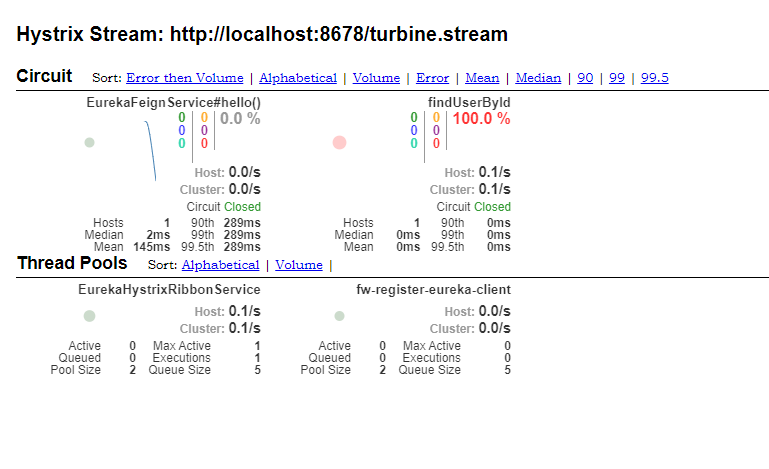 Hystrix Stream: http://localhost:8678/turbine.stream
Circuit Sort: Error then Volume | Alphabetical | Volume | Error | Mean | Median | 90 | 99 | 99.5
EurekaFeignService#hello()
0 0 0.0 %
0 0
0 0
Host: 0.0/s
Cluster: 0.0/s
Circuit Closed
Hosts 1 90th 289ms
Median 2ms 99th 289ms
Mean 145ms 99.5th 289ms
findUserById
0 0 100.0 %
0 0
0 0
Host: 0.1/s
Cluster: 0.1/s
Circuit Closed
Hosts 1 90th 0ms
Median 0ms 99th 0ms
Mean 0ms 99.5th 0ms
Thread Pools Sort: Alphabetical | Volume |
EurekaHystrixRibbonService
Host: 0.1/s
Cluster: 0.1/s
Active 0 Max Active 1
Queued 0 Executions 1
Pool Size 2 Queue Size 5
fw-register-eureka-client
Host: 0.0/s
Cluster: 0.0/s
Active 0 Max Active 0
Queued 0 Executions 0
Pool Size 2 Queue Size 5